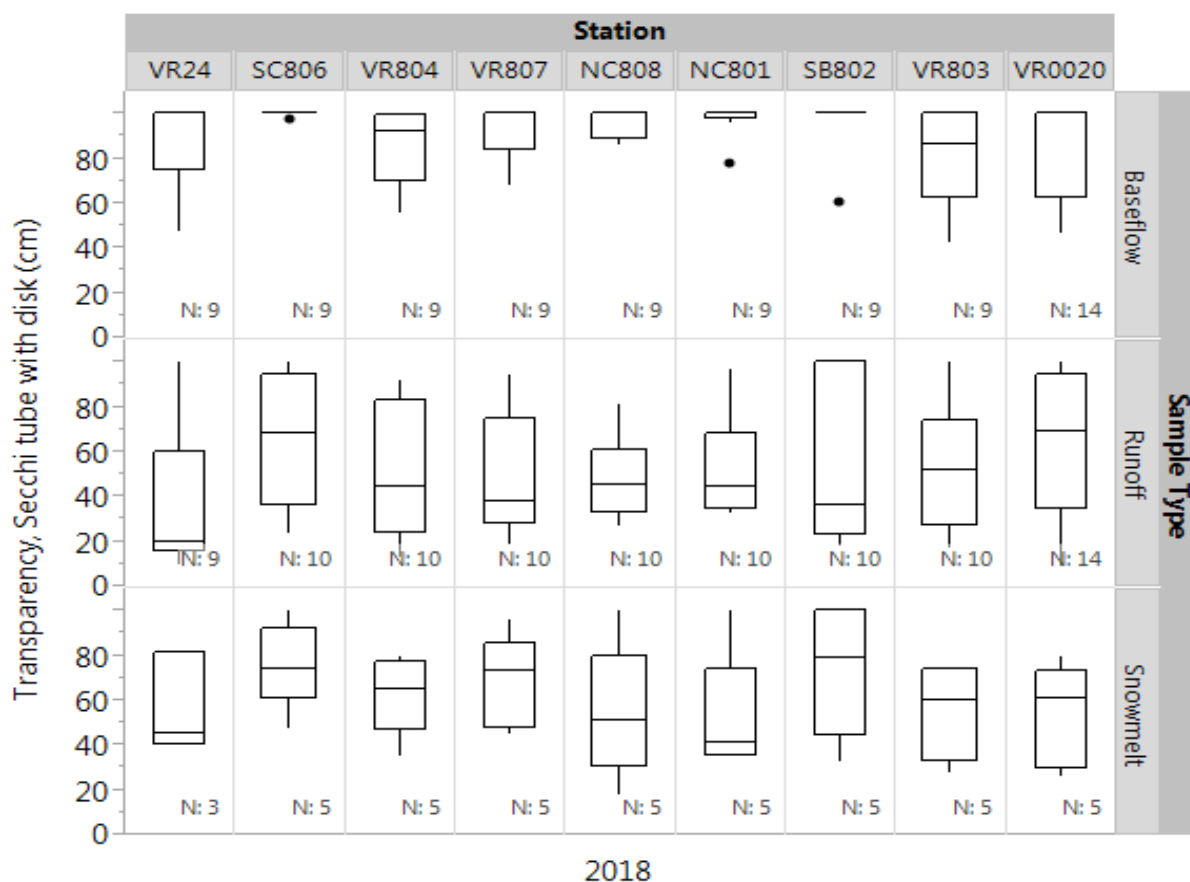 Station
VR24 SC806 VR804 VR807 NC808 NC801 SB802 VR803 VR0020
Transparency, Secchi tube with disk (cm)
80
60
40
20
0
N: 9 N: 9 N: 9 N: 9 N: 9 N: 9 N: 9 N: 9 N: 14
Baseflow
80
60
40
20
0
N: 9 N: 10 N: 10 N: 10 N: 10 N: 10 N: 10 N: 10 N: 14
Runoff
Sample Type
80
60
40
20
0
N: 3 N: 5 N: 5 N: 5 N: 5 N: 5 N: 5 N: 5 N: 5
Snowmelt
2018